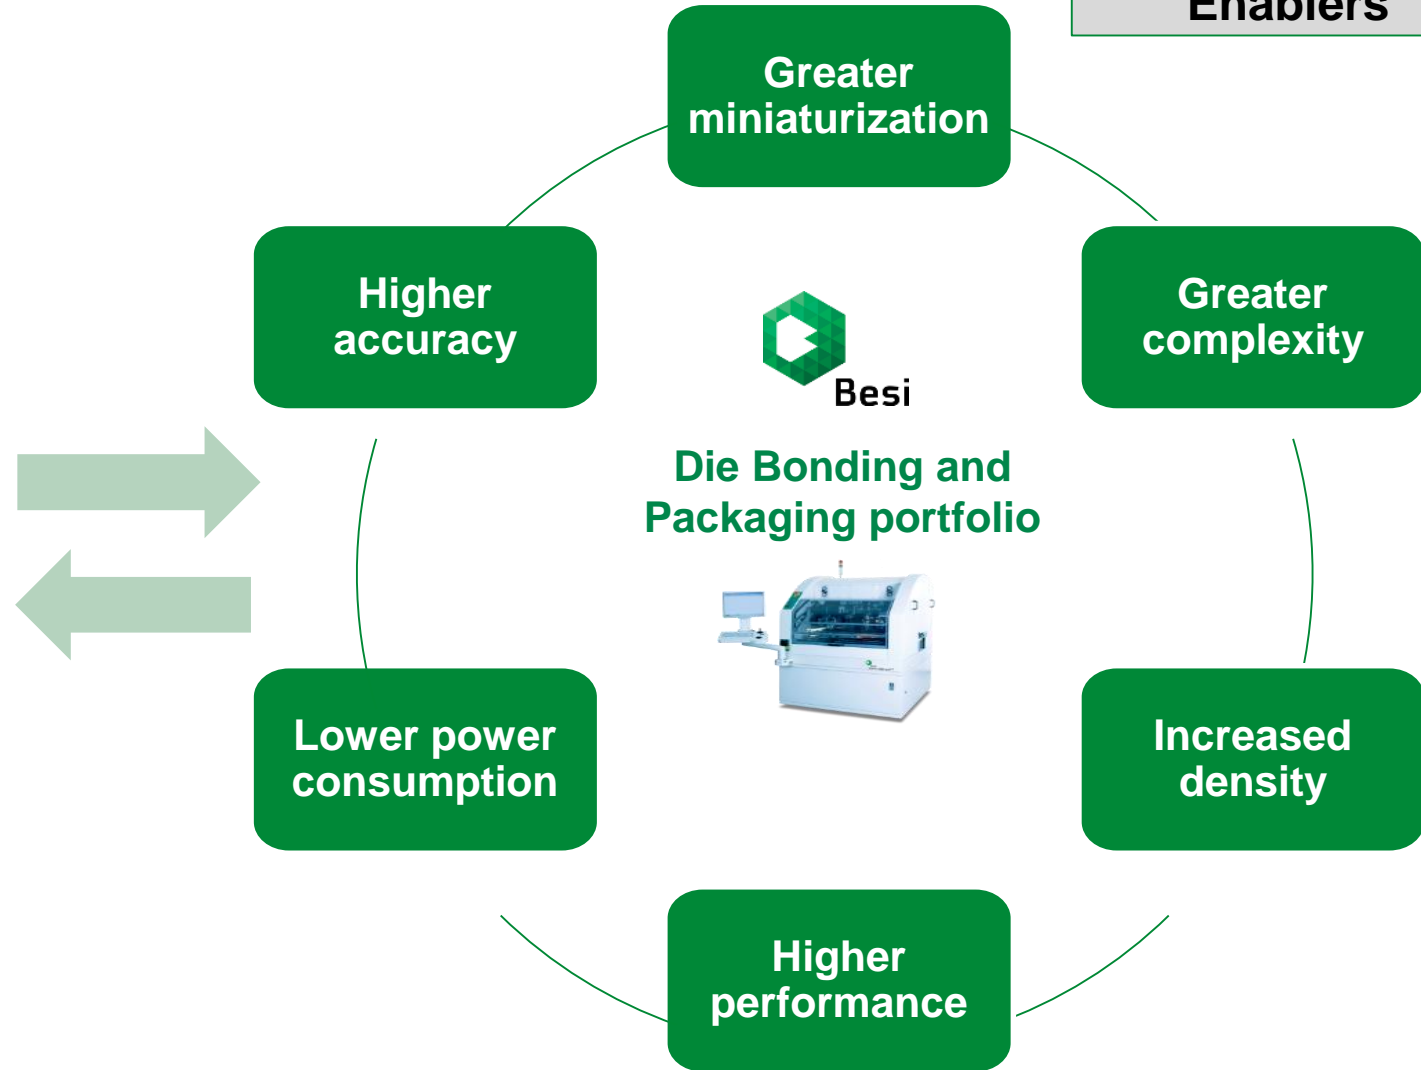 Enablers
Greater
miniaturization
Higher
accuracy
Greater
complexity
Besi
Die Bonding and
Packaging portfolio
Lower power
consumption
Increased
density
Higher
performance